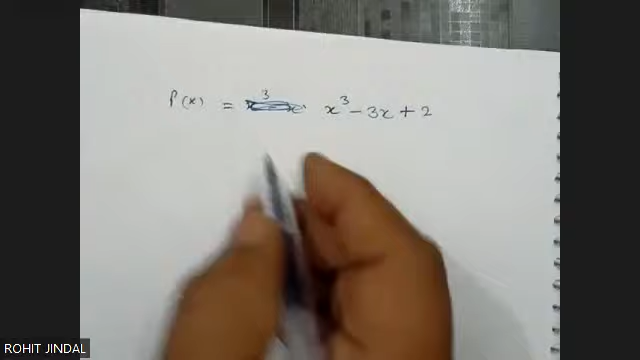 P(x) = x³ - 3x + 2
ROHIT JINDAL